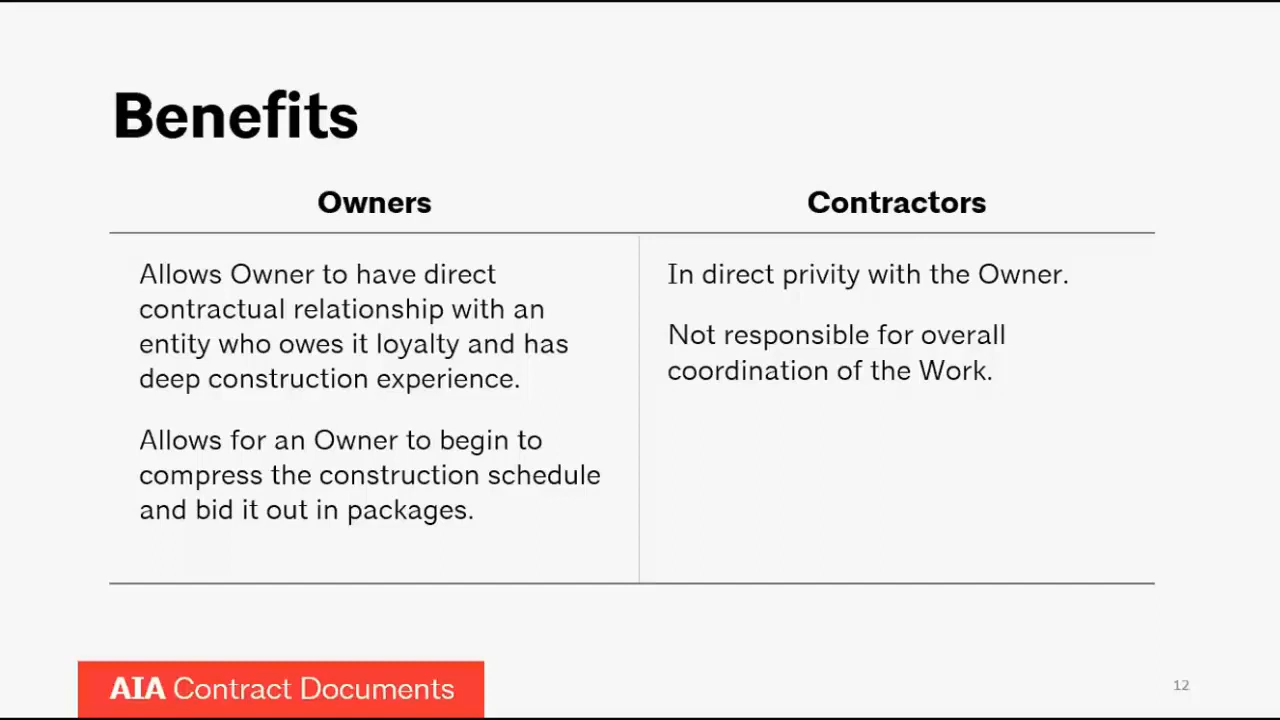 Benefits
Owners
Contractors
Allows Owner to have direct
contractual relationship with an
entity who owes it loyalty and has
deep construction experience.
Allows for an Owner to begin to
compress the construction schedule
and bid it out in packages.
In direct privity with the Owner.
Not responsible for overall
coordination of the Work.
AIA Contract Documents
12